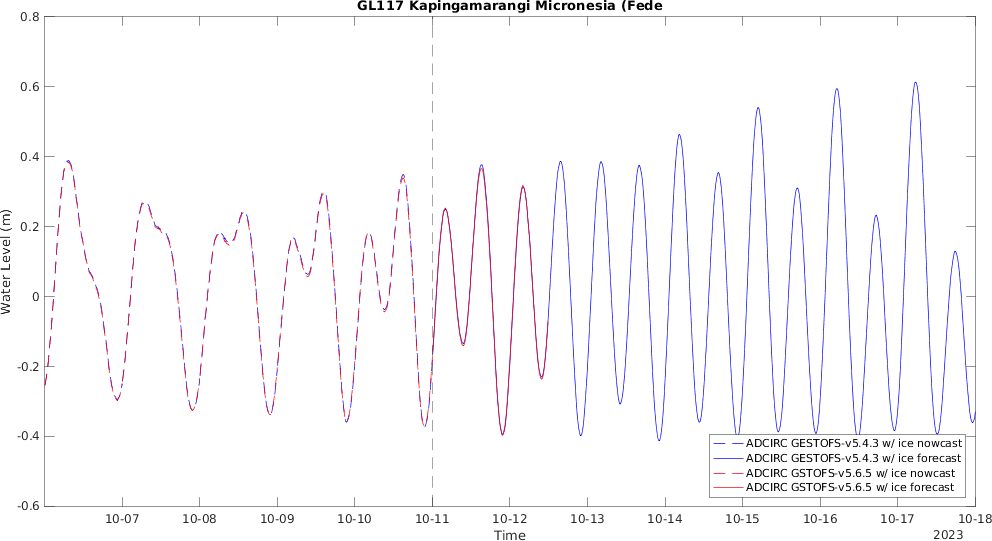 GL117 Kapingamarangi Micronesia (Fede
0.8
0.6
0.4
0.2
0
-0.2
-0.4
-0.6
Water Level (m)
10-07 10-08 10-09 10-10 10-11 10-12 10-13 10-14 10-15 10-16 10-17 10-18
Time
2023
ADCIRC GESTOFS-v5.4.3 w/ ice nowcast
ADCIRC GESTOFS-v5.4.3 w/ ice forecast
ADCIRC GSTOFS-v5.6.5 w/ ice nowcast
ADCIRC GSTOFS-v5.6.5 w/ ice forecast